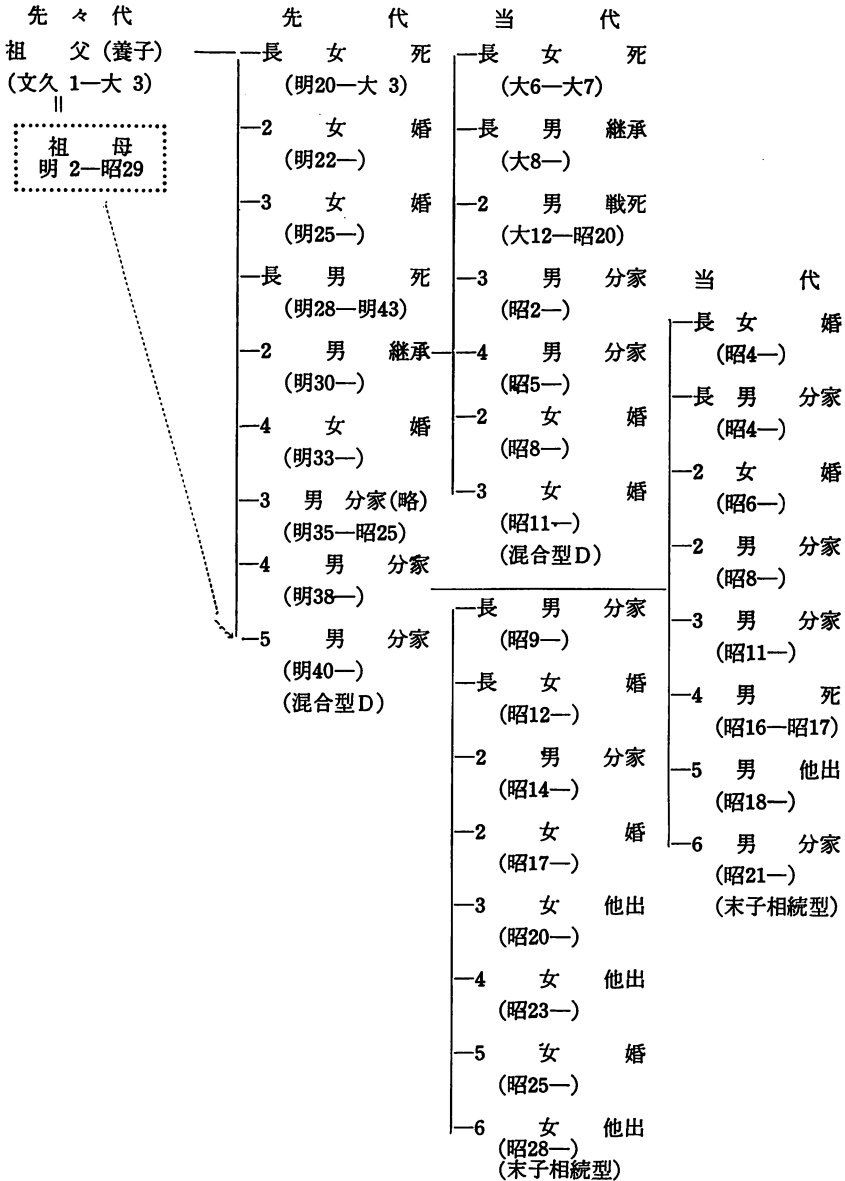 先々代
祖父(養子)
(文久1―大3)
‖
祖母
明2―昭29
先代
長女 死
(明20―大3)
2女 婚
(明22―)
3女 婚
(明25―)
長男 死
(明28―明43)
2男 継承
(明30―)
4女 婚
(明33―)
3男 分家(略)
(明35―昭25)
4男 分家
(明38―)
5男 分家
(明40―)
(混合型D)
当代
長女 死
(大6―大7)
長男 継承
(大8―)
2男 戦死
(大12―昭20)
3男 分家
(昭2―)
4男 分家
(昭5―)
2女 婚
(昭8―)
3女 婚
(昭11―)
(混合型D)
長男 分家
(昭9―)
長女 婚
(昭12―)
2男 分家
(昭14―)
2女 婚
(昭17―)
3女 他出
(昭20―)
4女 他出
(昭23―)
5女 婚
(昭25―)
6女 他出
(昭28―)
(末子相続型)
当代
長女 婚
(昭4―)
長男 分家
(昭4―)
2女 婚
(昭6―)
2男 分家
(昭8―)
3男 分家
(昭11―)
4男 死
(昭16―昭17)
5男 他出
(昭18―)
6男 分家
(昭21―)
(末子相続型)